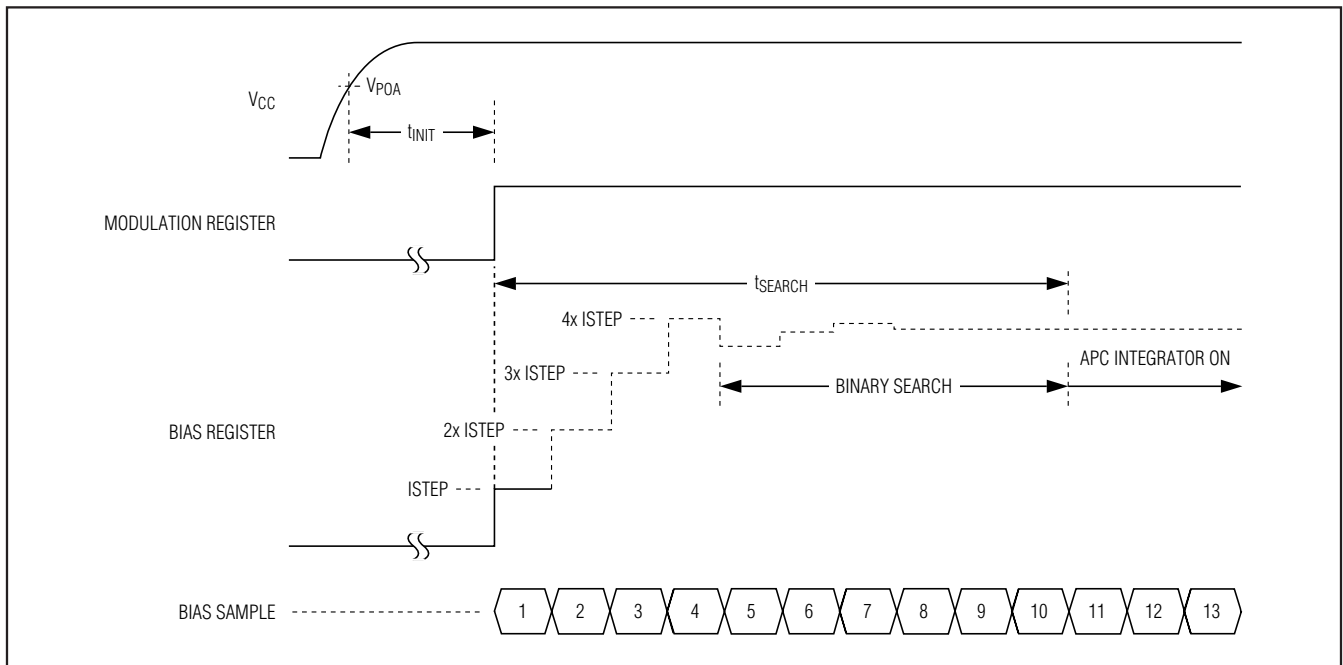 VCC
VPOA
tINIT
MODULATION REGISTER
tSEARCH
4x ISTEP
3x ISTEP
APC INTEGRATOR ON
BINARY SEARCH
2x ISTEP
BIAS REGISTER
ISTEP
BIAS SAMPLE
1 2 3 4 5 6 7 8 9 10 11 12 13